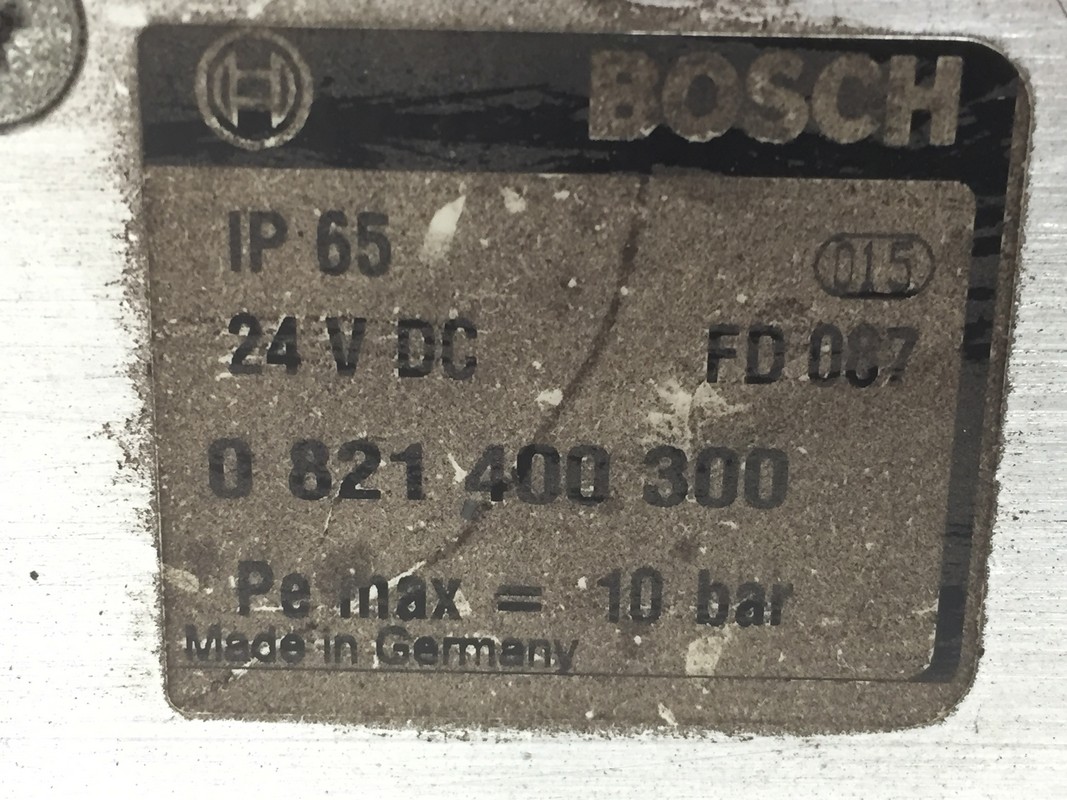 BOSCH
IP 65
015
24 V DC FD 087
0 821 400 300
Pe max = 10 bar
Made in Germany